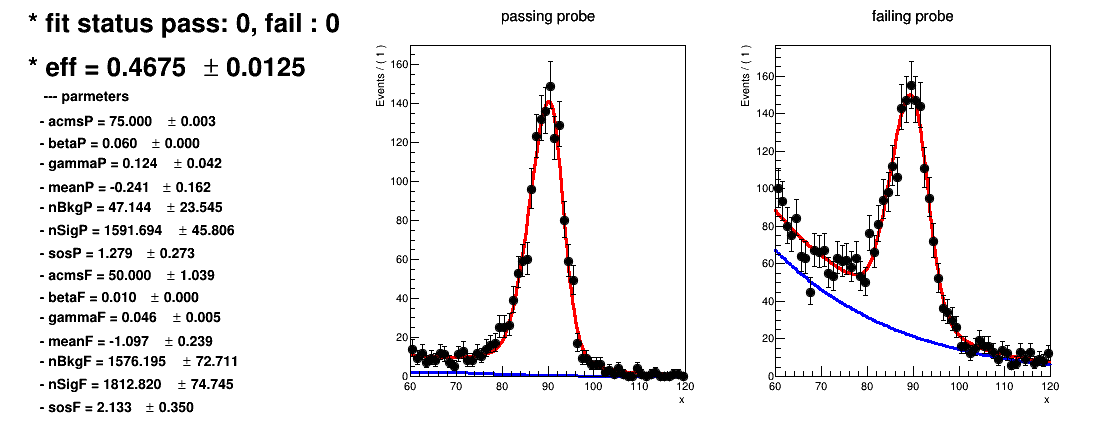 * fit status pass: 0, fail : 0
* eff = 0.4675 ± 0.0125
--- parmeters
- acmsP = 75.000 ± 0.003
- betaP = 0.060 ± 0.000
- gammaP = 0.124 ± 0.042
- meanP = -0.241 ± 0.162
- nBkgP = 47.144 ± 23.545
- nSigP = 1591.694 ± 45.806
- sosP = 1.279 ± 0.273
- acmsF = 50.000 ± 1.039
- betaF = 0.010 ± 0.000
- gammaF = 0.046 ± 0.005
- meanF = -1.097 ± 0.239
- nBkgF = 1576.195 ± 72.711
- nSigF = 1812.820 ± 74.745
- sosF = 2.133 ± 0.350
passing probe
Events / ( 1 )
160
140
120
100
80
60
40
20
0
60 70 80 90 100 110 120
x
failing probe
Events / ( 1 )
160
140
120
100
80
60
40
20
0
60 70 80 90 100 110 120
x